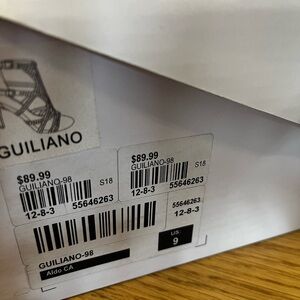 GUILIANO
$89.99
GUILIANO-98
S18
12-8-3 55646263
$89.99
GUILIANO-98
S18
12-8-3 55646263
55646263
12-8-3
US
9
GUILIANO-98
Aldo CA